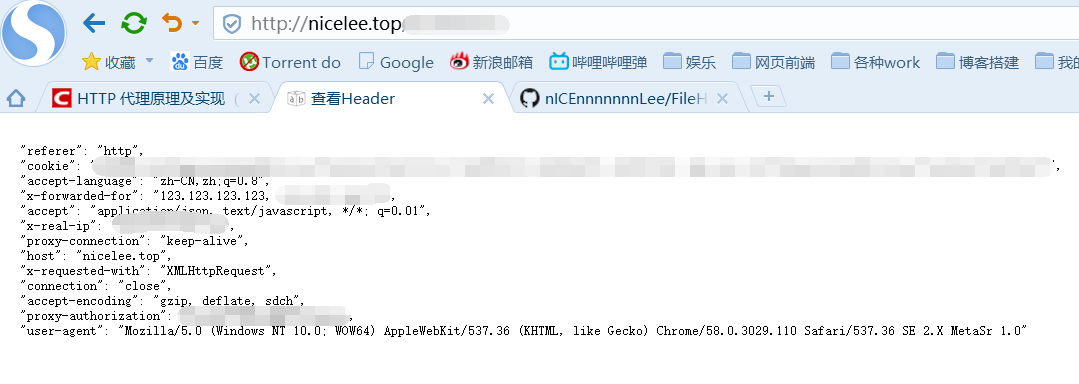 http://nicelee.top/
收藏 百度 Torrent do Google 新浪邮箱 哔哩哔哩弹 娱乐 网页前端 各种work 博客搭建 我的
HTTP 代理原理及实现 ( 查看Header nICEnnnnnnnLee/FileH
"referer": "http",
"cookie": "
"accept-language": "zh-CN,zh;q=0.8",
"x-forwarded-for": "123.123.123.123,
"accept": "application/json, text/javascript, */*; q=0.01",
"x-real-ip":
"proxy-connection": "keep-alive",
"host": "nicelee.top",
"x-requested-with": "XMLHttpRequest",
"connection": "close",
"accept-encoding": "gzip, deflate, sdch",
"proxy-authorization":
"user-agent": "Mozilla/5.0 (Windows NT 10.0; WOW64) AppleWebKit/537.36 (KHTML, like Gecko) Chrome/58.0.3029.110 Safari/537.36 SE 2.X MetaSr 1.0"